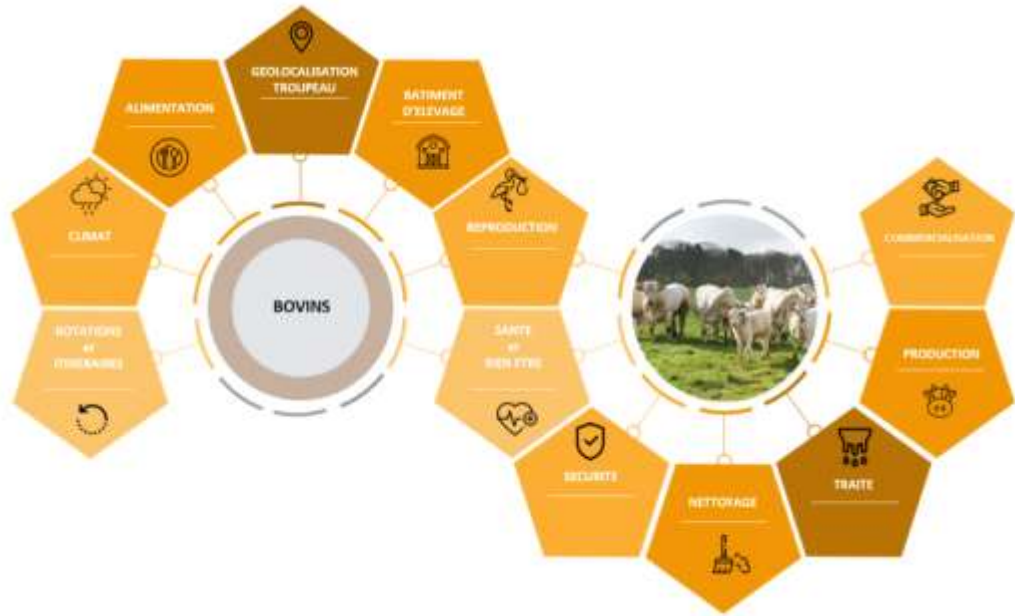 GEOLOCALISATION
TROUPEAU
ALIMENTATION
BATIMENT
D'ELEVAGE
CLIMAT
REPRODUCTION
COMMERCIALISATION
BOVINS
ROTATIONS
et
ITINERAIRES
SANTE
et
BIEN ETRE
PRODUCTION
SECURITE
TRAITE
NETTOYAGE